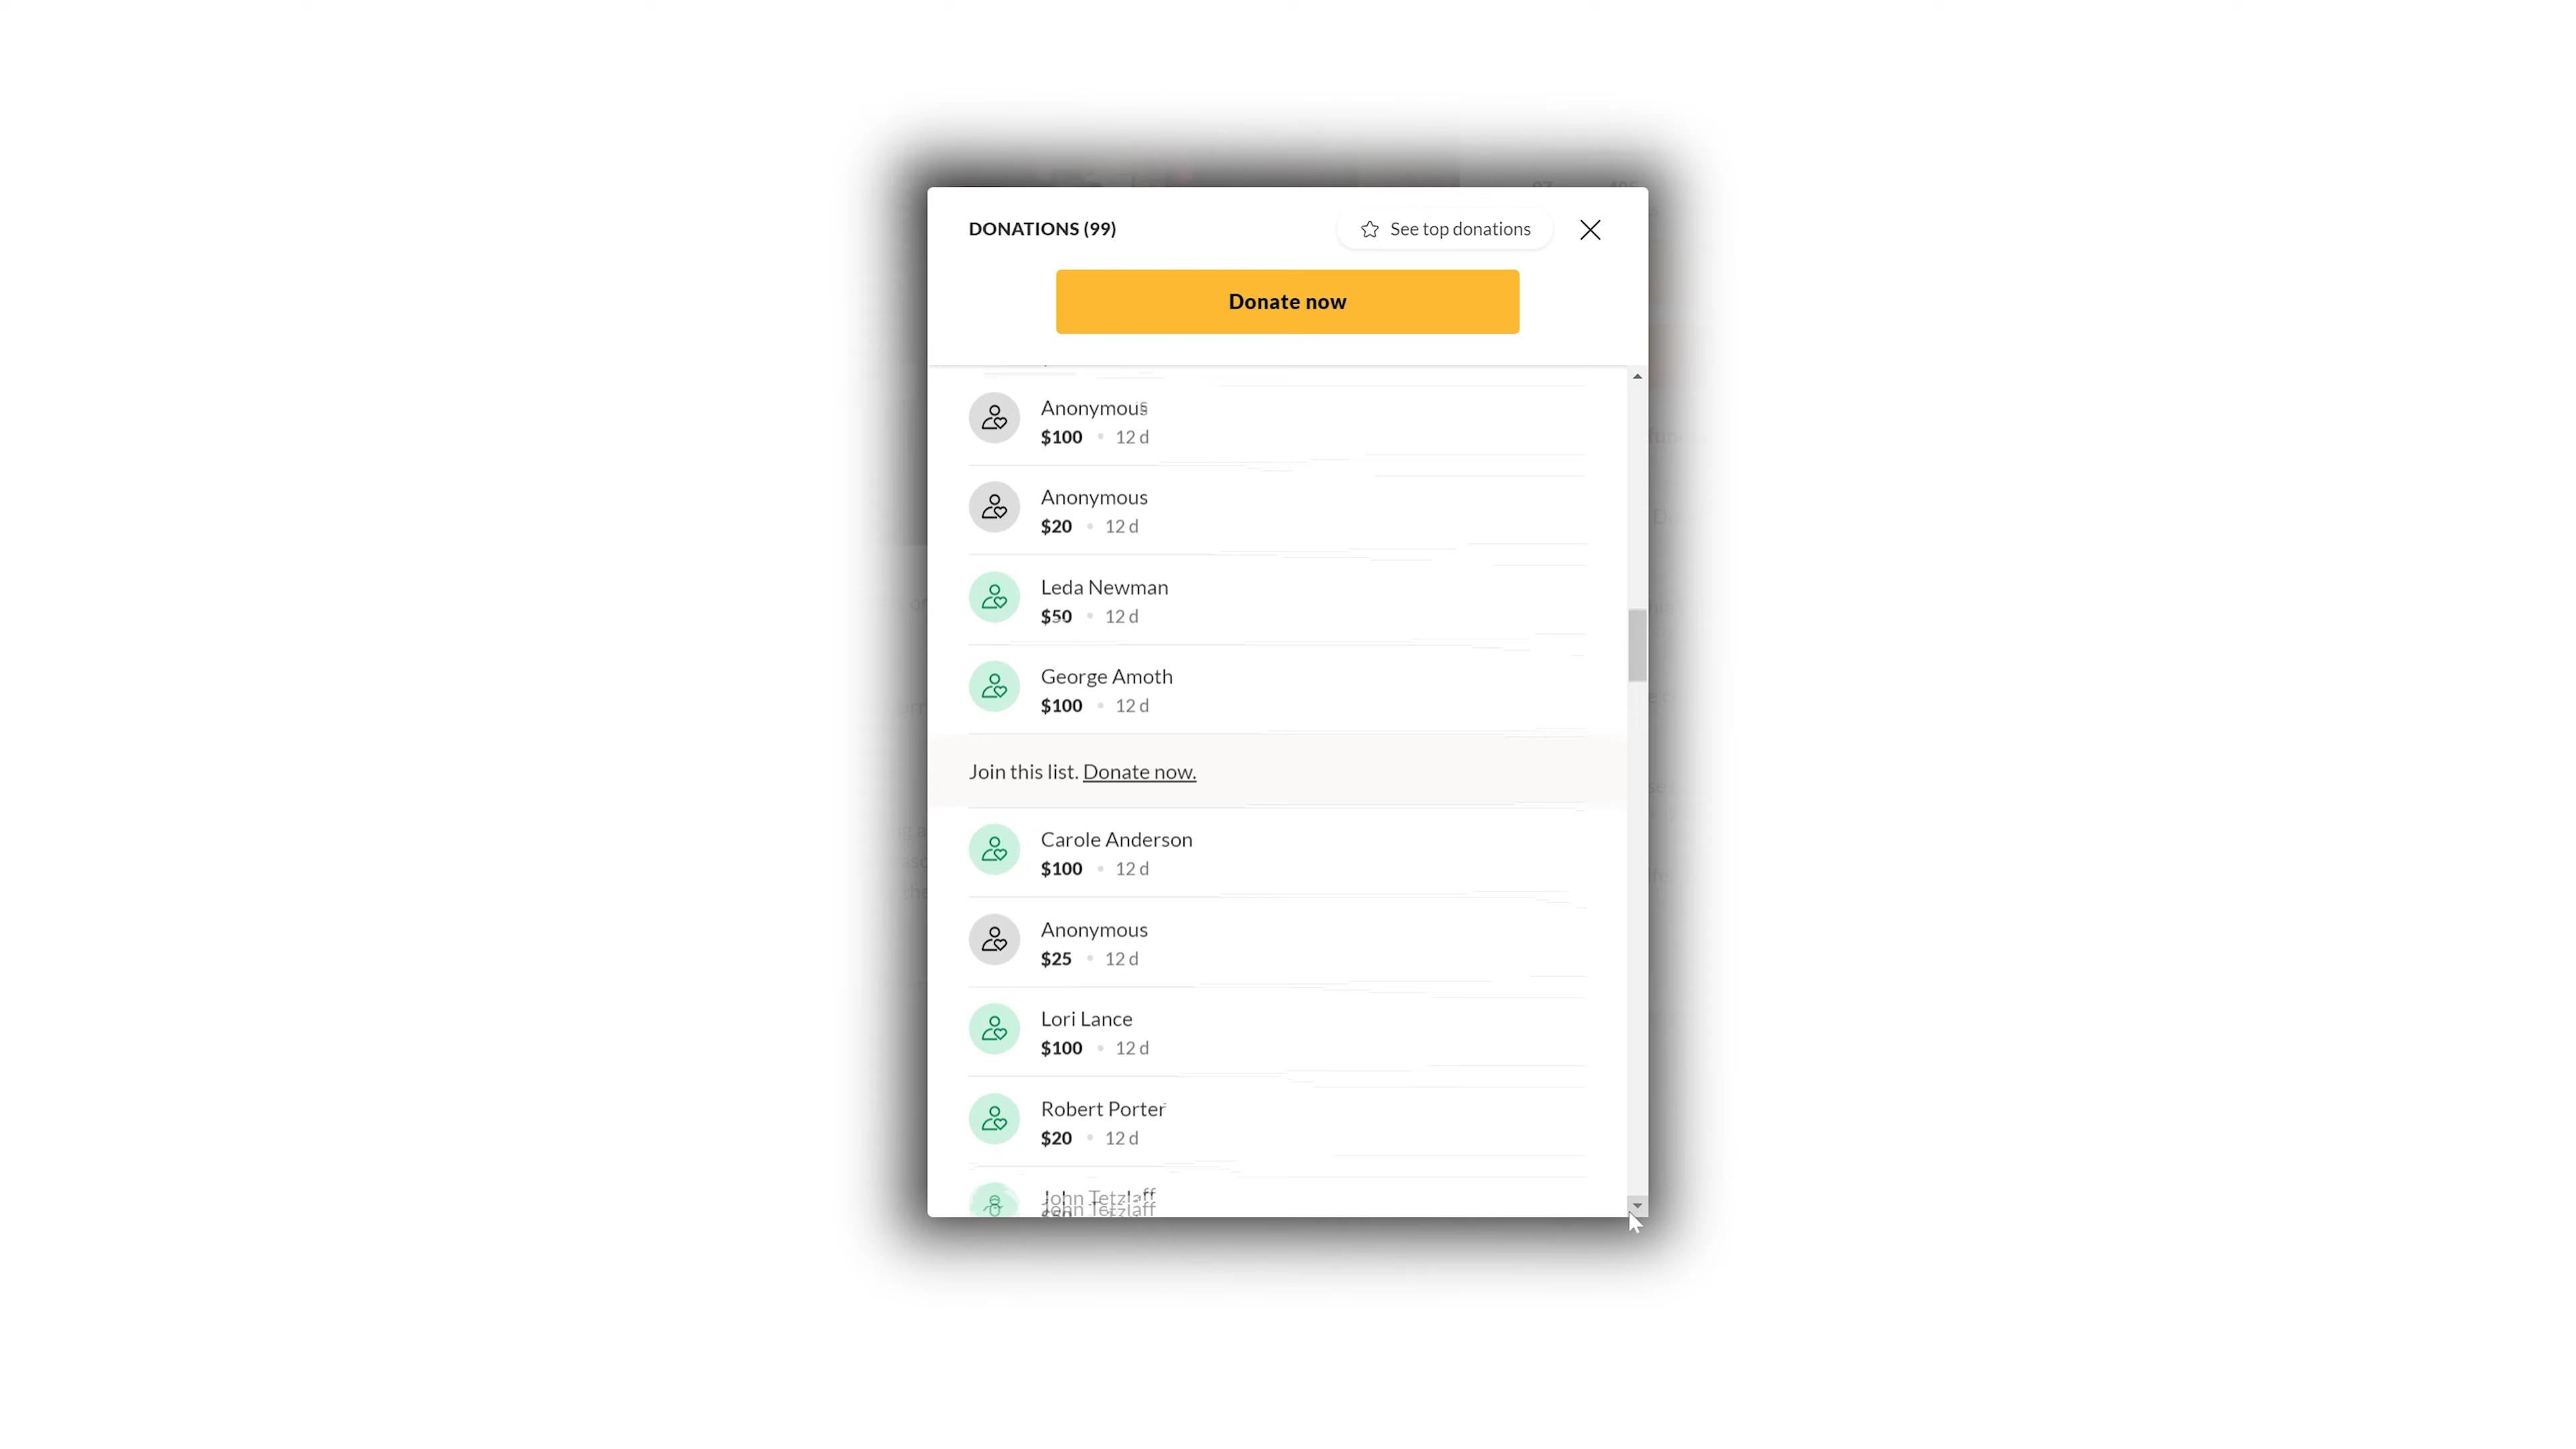 DONATIONS (99)
See top donations
Donate now
Anonymous
$100 • 12 d
Anonymous
$20 • 12 d
Leda Newman
$50 • 12 d
George Amoth
$100 • 12 d
Join this list. Donate now.
Carole Anderson
$100 • 12 d
Anonymous
$25 • 12 d
Lori Lance
$100 • 12 d
Robert Porter
$20 • 12 d
John Tetzlaff